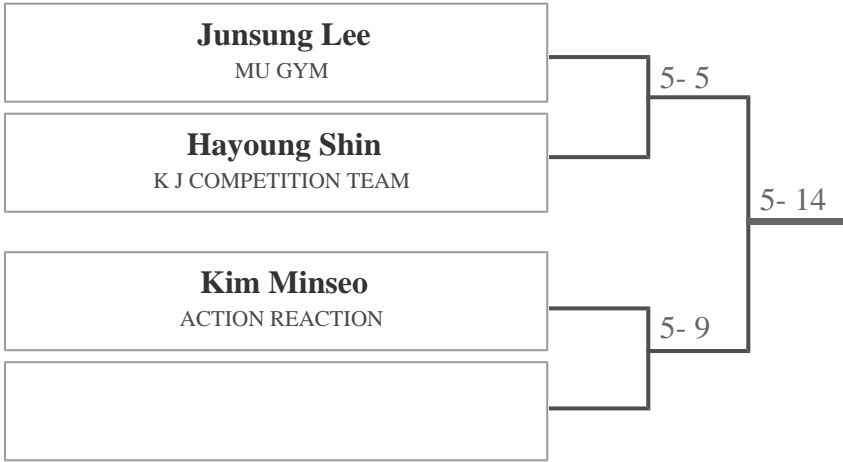 Junsung Lee
MU GYM
5- 5
Hayoung Shin
K J COMPETITION TEAM
5- 14
Kim Minseo
ACTION REACTION
5- 9